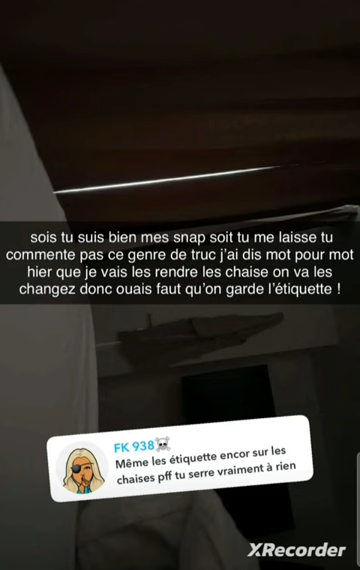 sois tu suis bien mes snap soit tu me laisse tu
commente pas ce genre de truc j'ai dis mot pour mot
hier que je vais les rendre les chaise on va les
changez donc ouais faut qu'on garde l'étiquette !
FK 938☠️
Même les étiquette encor sur les
chaises pff tu serre vraiment à rien
XRecorder